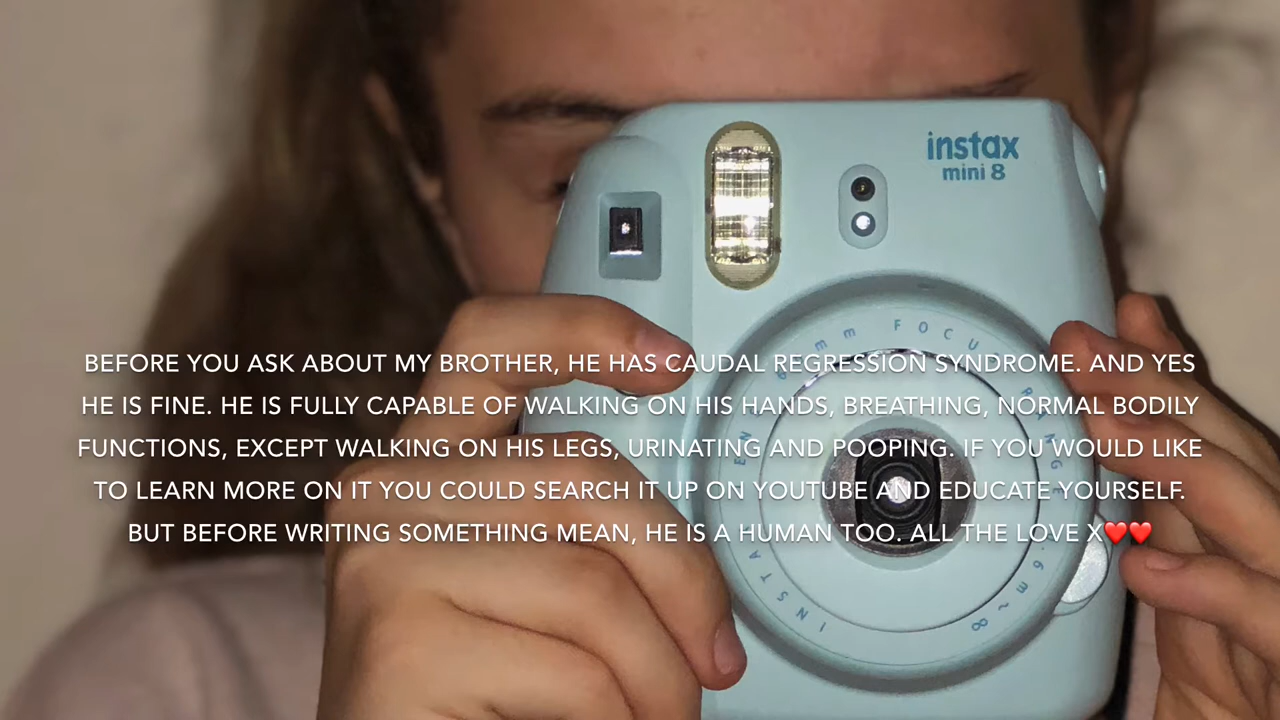 instax
mini 8
FOCU
BEFORE YOU ASK ABOUT MY BROTHER, HE HAS CAUDAL REGRESSION SYNDROME. AND YES
HE IS FINE. HE IS FULLY CAPABLE OF WALKING ON HIS HANDS, BREATHING, NORMAL BODILY
FUNCTIONS, EXCEPT WALKING ON HIS LEGS, URINATING AND POOPING. IF YOU WOULD LIKE
TO LEARN MORE ON IT YOU COULD SEARCH IT UP ON YOUTUBE AND EDUCATE YOURSELF.
BUT BEFORE WRITING SOMETHING MEAN, HE IS A HUMAN TOO. ALL THE LOVE X❤️❤️